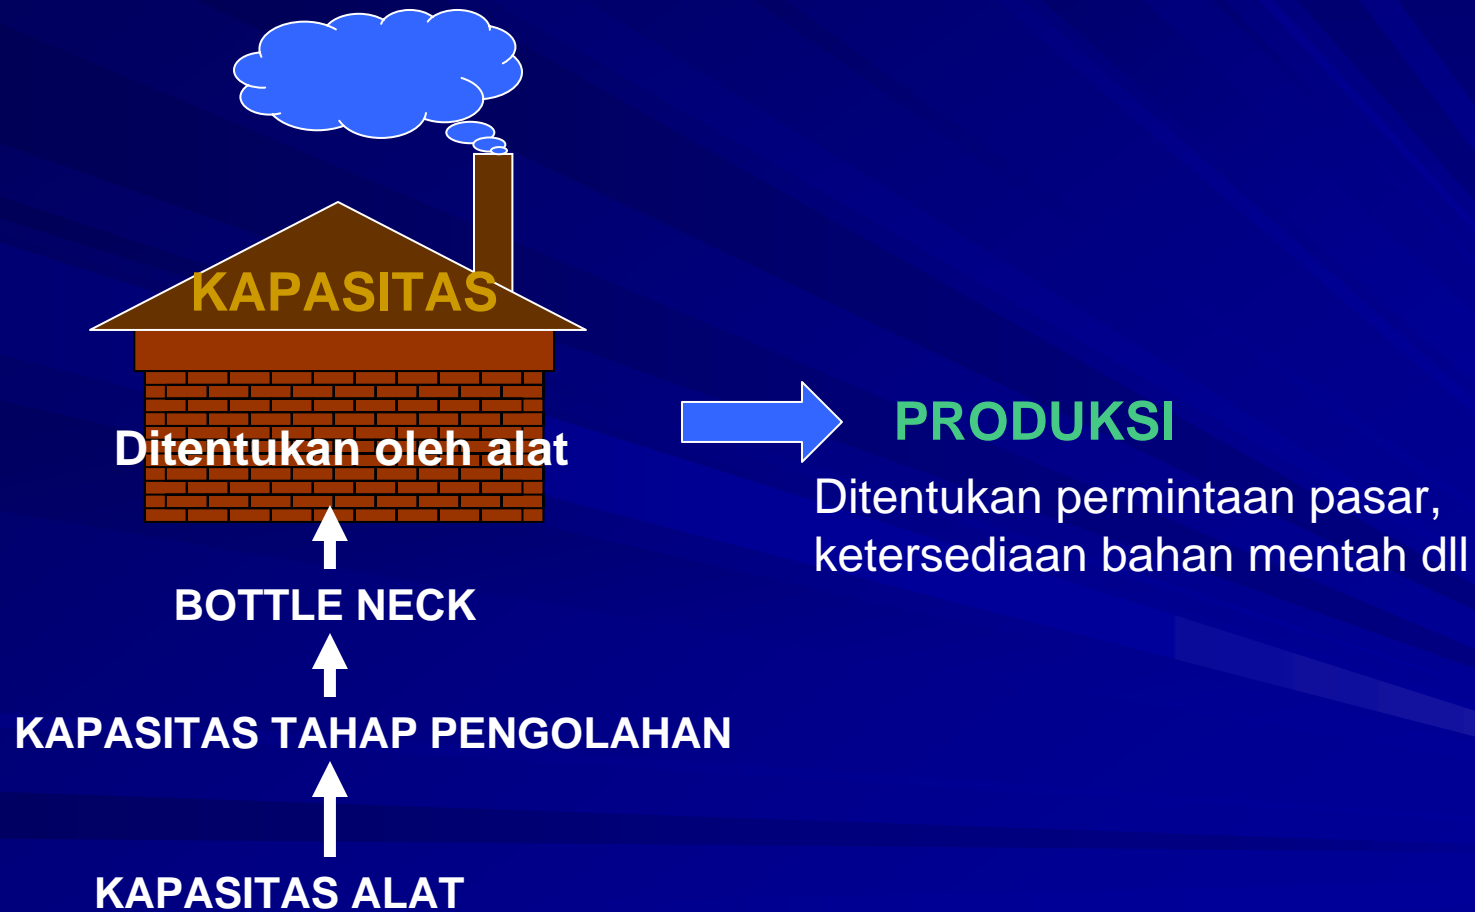 KAPASITAS
Ditentukan oleh alat
BOTTLE NECK
KAPASITAS TAHAP PENGOLAHAN
KAPASITAS ALAT
PRODUKSI
Ditentukan permintaan pasar,
ketersediaan bahan mentah dll